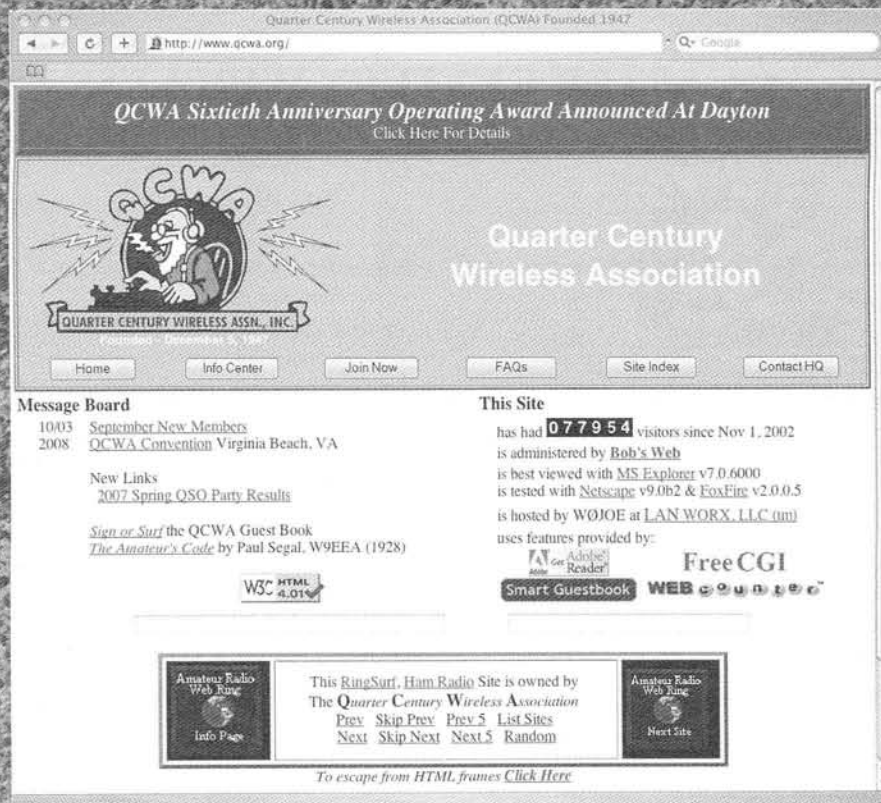 Quarter Century Wireless Association (QCWA) Founded 1947
http://www.qcwa.org/
Google
QCWA Sixtieth Anniversary Operating Award Announced At Dayton
Click Here For Details
QCWA
QUARTER CENTURY WIRELESS ASSN., INC.
Founded - December 5, 1947
Quarter Century
Wireless Association
Home Info Center Join Now FAQs Site Index Contact HQ
Message Board
10/03 September New Members
2008 QCWA Convention Virginia Beach, VA
New Links
2007 Spring QSO Party Results
Sign or Surf the QCWA Guest Book
The Amateur's Code by Paul Segal, W9EEA (1928)
W3C HTML 4.01
This Site
has had 077954 visitors since Nov 1, 2002
is administered by Bob's Web
is best viewed with MS Explorer v7.0.6000
is tested with Netscape v9.0b2 & FoxFire v2.0.0.5
is hosted by WØJOE at LAN WORX, LLC (tm)
uses features provided by:
Adobe Get Adobe® Reader®
Free CGI
Smart Guestbook
WEB counter™
Amateur Radio
Web Ring
Info Page
This RingSurf, Ham Radio Site is owned by
The Quarter Century Wireless Association
Prev Skip Prev Prev 5 List Sites
Next Skip Next Next 5 Random
Amateur Radio
Web Ring
Next Site
To escape from HTML frames Click Here